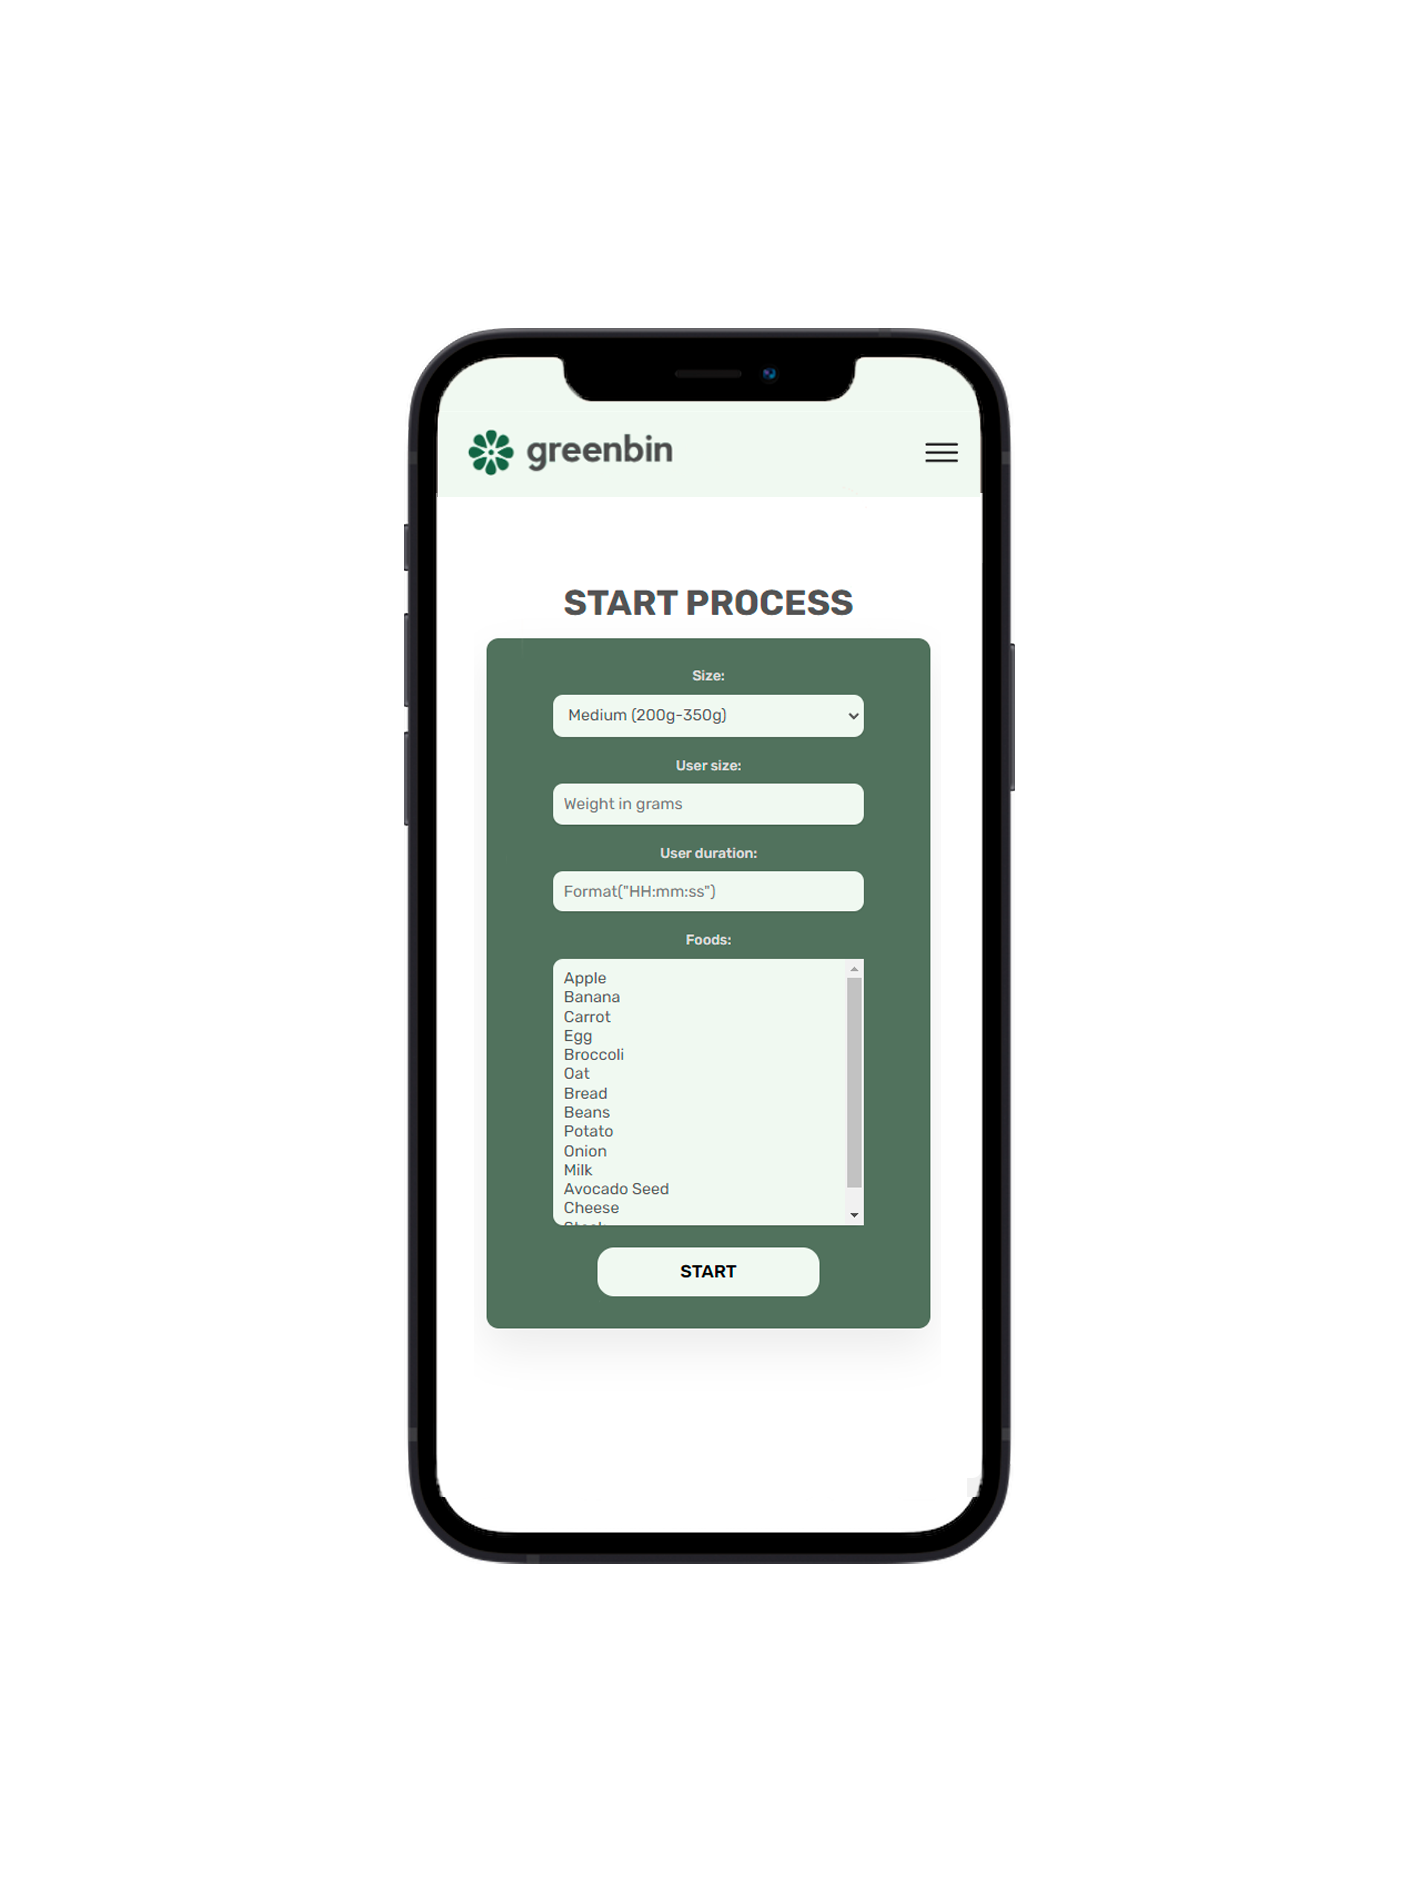 greenbin
START PROCESS
Size:
Medium (200g-350g)
User size:
Weight in grams
User duration:
Format("HH:mm:ss")
Foods:
Apple
Banana
Carrot
Egg
Broccoli
Oat
Bread
Beans
Potato
Onion
Milk
Avocado Seed
Cheese
START